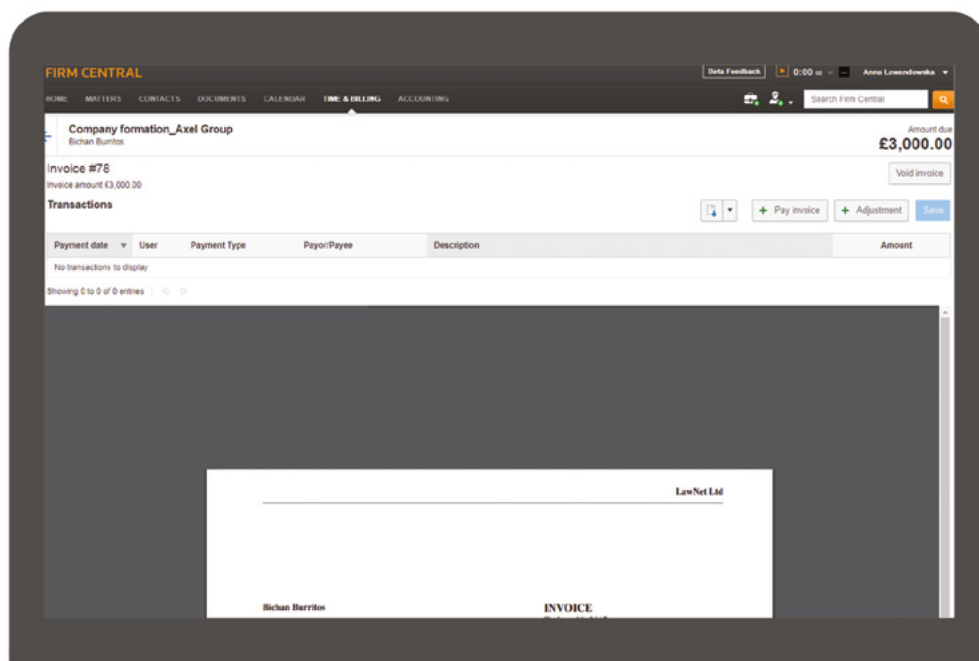 FIRM CENTRAL
Beta Feedback 0:00 Anna Lewandowska
HOME MATTERS CONTACTS DOCUMENTS CALENDAR TIME & BILLING ACCOUNTING
Search Firm Central
Company formation_Axel Group
Bichan Burritos
Amount due
£3,000.00
Invoice #78
Invoice amount £3,000.00
Void invoice
Transactions
+ Pay invoice + Adjustment Save
Payment date User Payment Type Payor/Payee Description Amount
No transactions to display
Showing 0 to 0 of 0 entries
LawNet Ltd
Bichan Burritos INVOICE